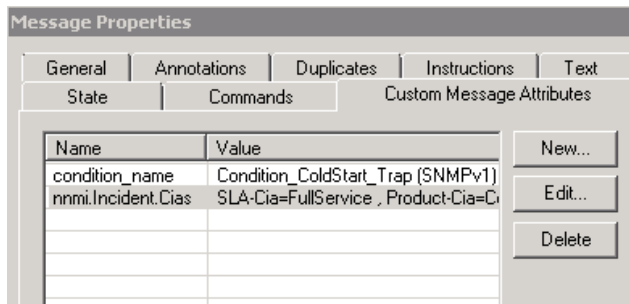 Message Properties
General Annotations Duplicates Instructions Text
State Commands Custom Message Attributes
Name Value New...
condition_name Condition_ColdStart_Trap (SNMPv1)
nnmi.Incident.Cias SLA-Cia=FullService , Product-Cia= Edit...
Delete